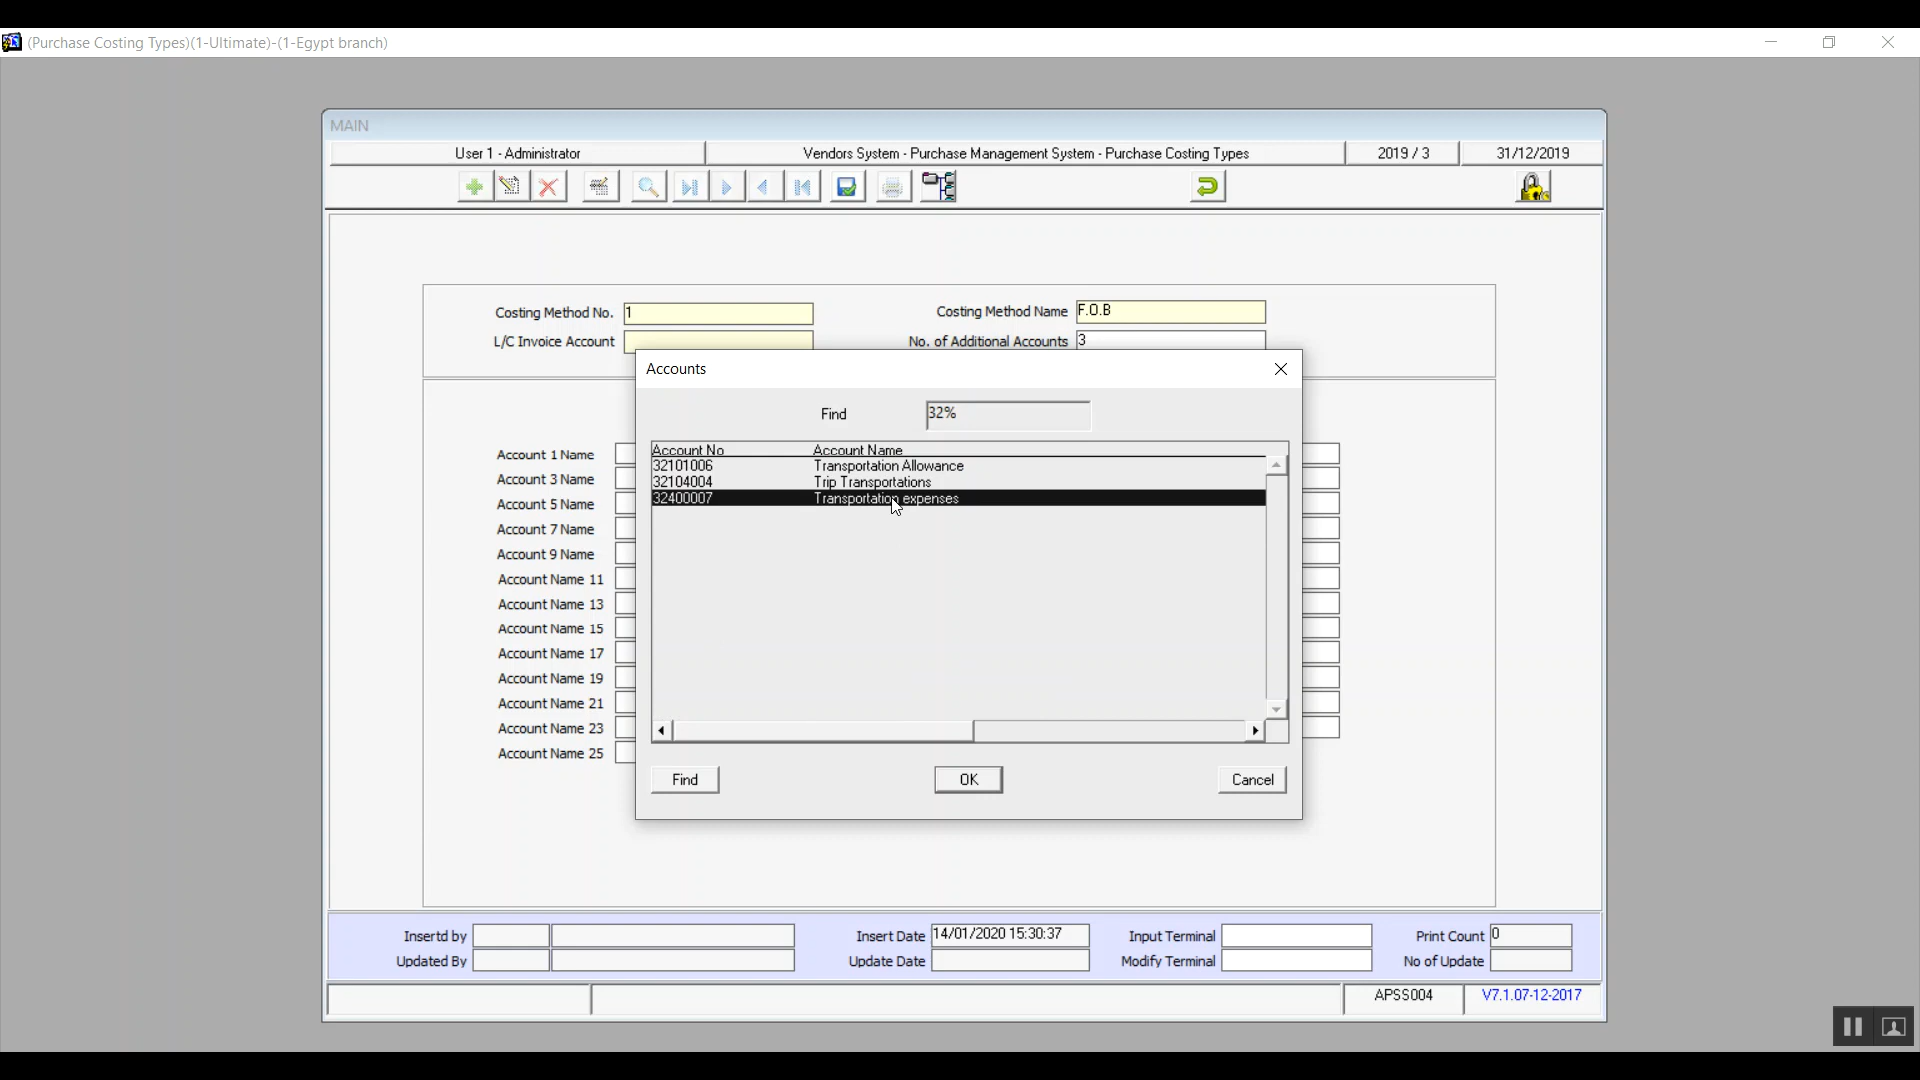 (Purchase Costing Types)(1-Ultimate)-(1-Egypt branch)
MAIN
User 1 - Administrator
Vendors System - Purchase Management System - Purchase Costing Types
2019 / 3
31/12/2019
Costing Method No. 1
Costing Method Name F.O.B
L/C Invoice Account
No. of Additional Accounts 3
Accounts
Find 32%
Account No Account Name
32101006 Transportation Allowance
32104004 Trip Transportations
32400007 Transportation expenses
Find
OK
Cancel
Account 1 Name
Account 3 Name
Account 5 Name
Account 7 Name
Account 9 Name
Account Name 11
Account Name 13
Account Name 15
Account Name 17
Account Name 19
Account Name 21
Account Name 23
Account Name 25
Insertd by
Insert Date 14/01/2020 15:30:37
Input Terminal
Print Count 0
Updated By
Update Date
Modify Terminal
No of Update
APSS004
V7.1.07-12-2017